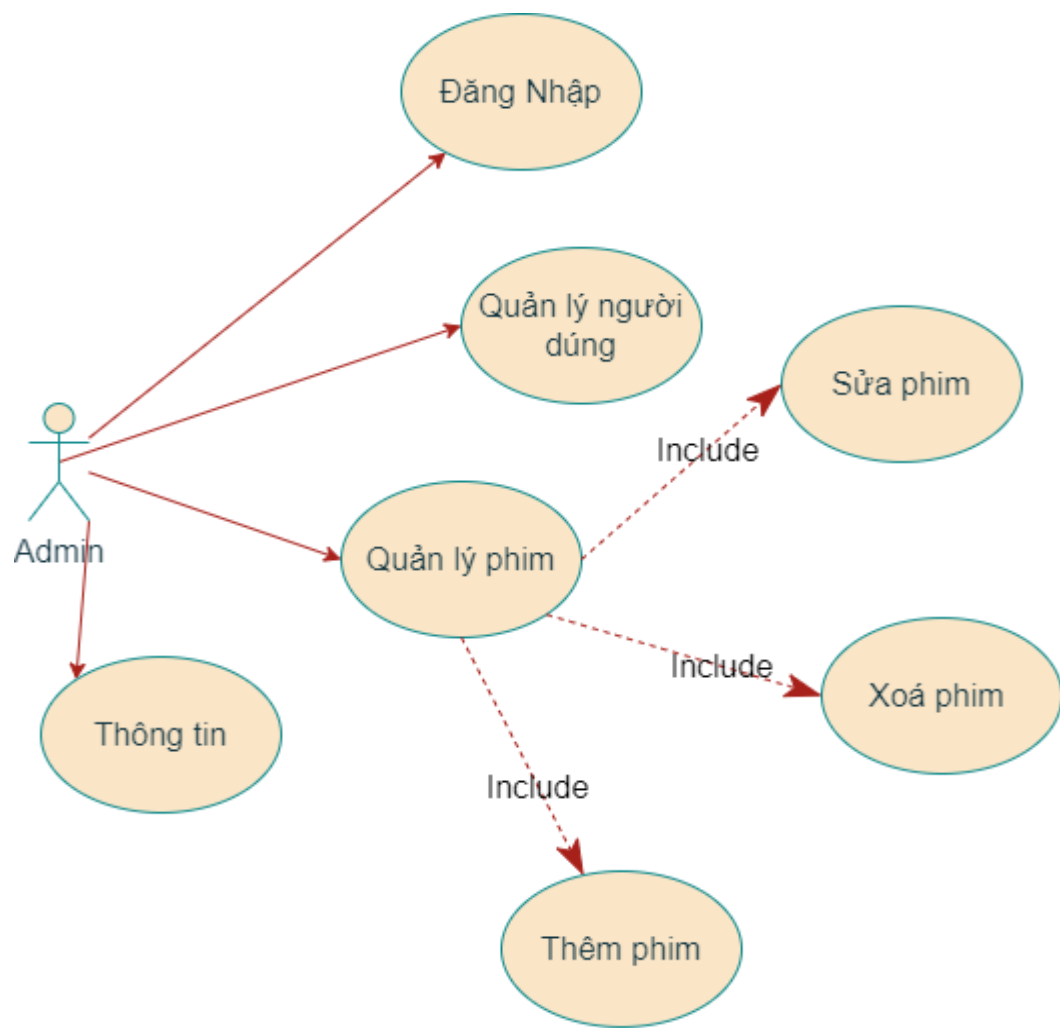 Đăng Nhập
Quản lý người
dúng
Sửa phim
Include
Admin
Quản lý phim
Include
Xoá phim
Thông tin
Include
Thêm phim